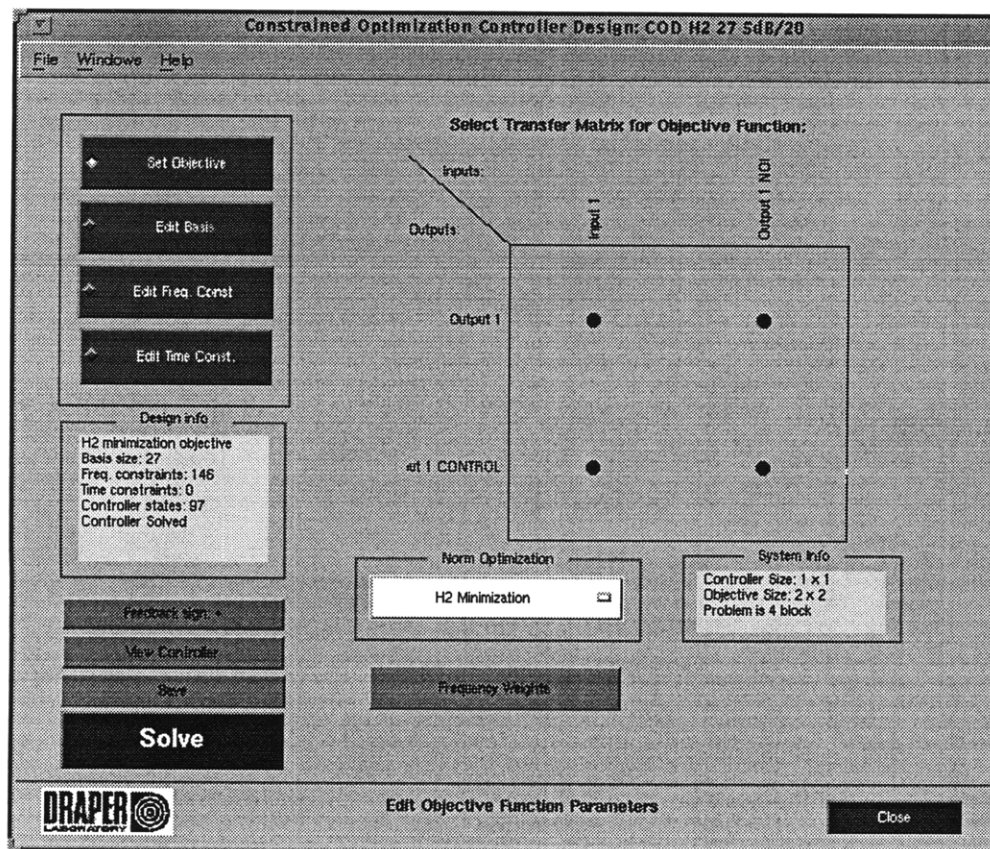 Constrained Optimization Controller Design: COD H2 27 5dB/20
File Windows Help
Select Transfer Matrix for Objective Function:
Set Objective
Edit Basis
Edit Freq. Const
Edit Time Const.
Inputs:
Outputs:
Input 1
Output 1 NOI
Output 1
ut 1 CONTROL
Design info
H2 minimization objective
Basis size: 27
Freq. constraints: 146
Time constraints: 0
Controller states: 97
Controller Solved
Norm Optimization
H2 Minimization
System Info
Controller Size: 1 x 1
Objective Size: 2 x 2
Problem is 4 block
Feedback sign: +
View Controller
Save
Solve
Frequency Weights
DRAPER
LABORATORY
Edit Objective Function Parameters
Close